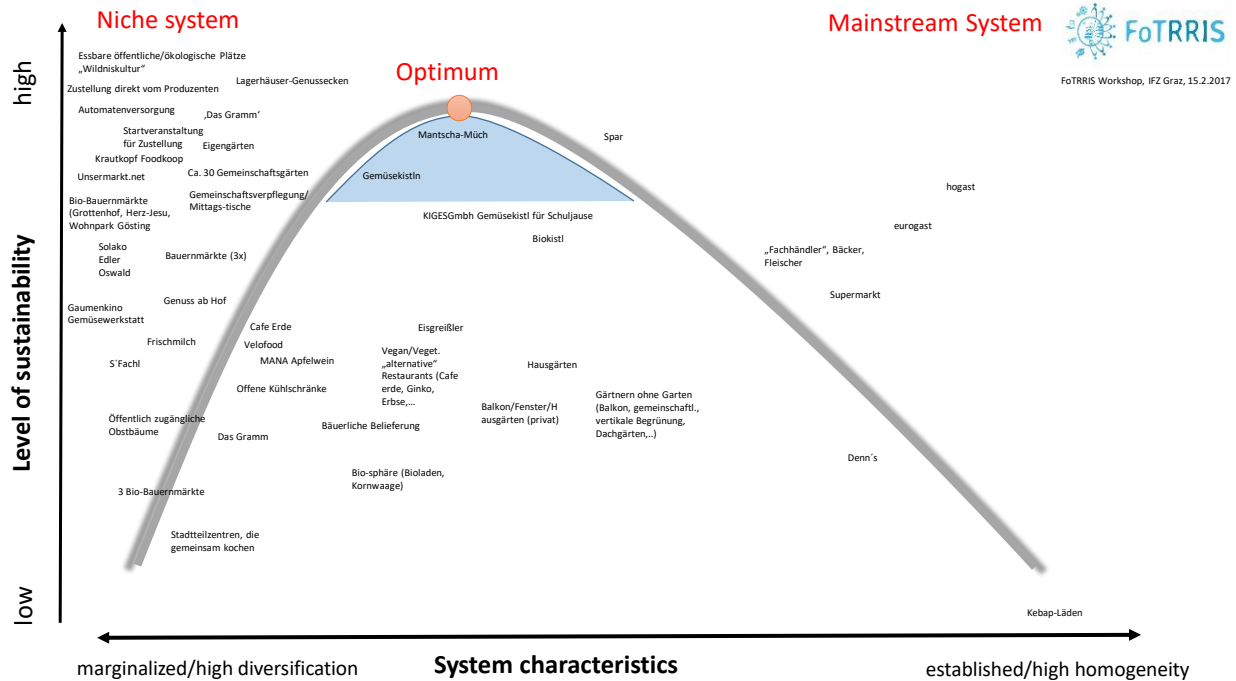 Niche system
Mainstream System
FoTRRIS
FoTRRIS Workshop, IFZ Graz, 15.2.2017
Optimum
high
Level of sustainability
low
Essbare öffentliche/ökologische Plätze
„Wildniskultur“
Lagerhäuser-Genussecken
Zustellung direkt vom Produzenten
Automatenversorgung
‚Das Gramm‘
Startveranstaltung
für Zustellung
Eigengärten
Krautkopf Foodkoop
Unsermarkt.net
Ca. 30 Gemeinschaftsgärten
Bio-Bauernmärkte
(Grottenhof, Herz-Jesu,
Wohnpark Gösting
Gemeinschaftsverpflegung/
Mittags-tische
Solako
Edler
Oswald
Bauernmärkte (3x)
Genuss ab Hof
Gaumenkino
Gemüsewerkstatt
Frischmilch
S´Fachl
Öffentlich zugängliche
Obstbäume
3 Bio-Bauernmärkte
Stadtteilzentren, die
gemeinsam kochen
Cafe Erde
Velofood
MANA Apfelwein
Offene Kühlschränke
Das Gramm
Mantscha-Müch
Gemüsekistln
KIGESGmbh Gemüsekistl für Schuljause
Biokistl
Eisgreißler
Vegan/Veget.
„alternative“
Restaurants (Cafe
erde, Ginko,
Erbse,...
Bäuerliche Belieferung
Bio-sphäre (Bioladen,
Kornwaage)
Hausgärten
Balkon/Fenster/H
ausgärten (privat)
Gärtnern ohne Garten
(Balkon, gemeinschaftl.,
vertikale Begrünung,
Dachgärten,..)
Spar
hogast
eurogast
„Fachhändler“, Bäcker,
Fleischer
Supermarkt
Denn´s
Kebap-Läden
marginalized/high diversification
System characteristics
established/high homogeneity